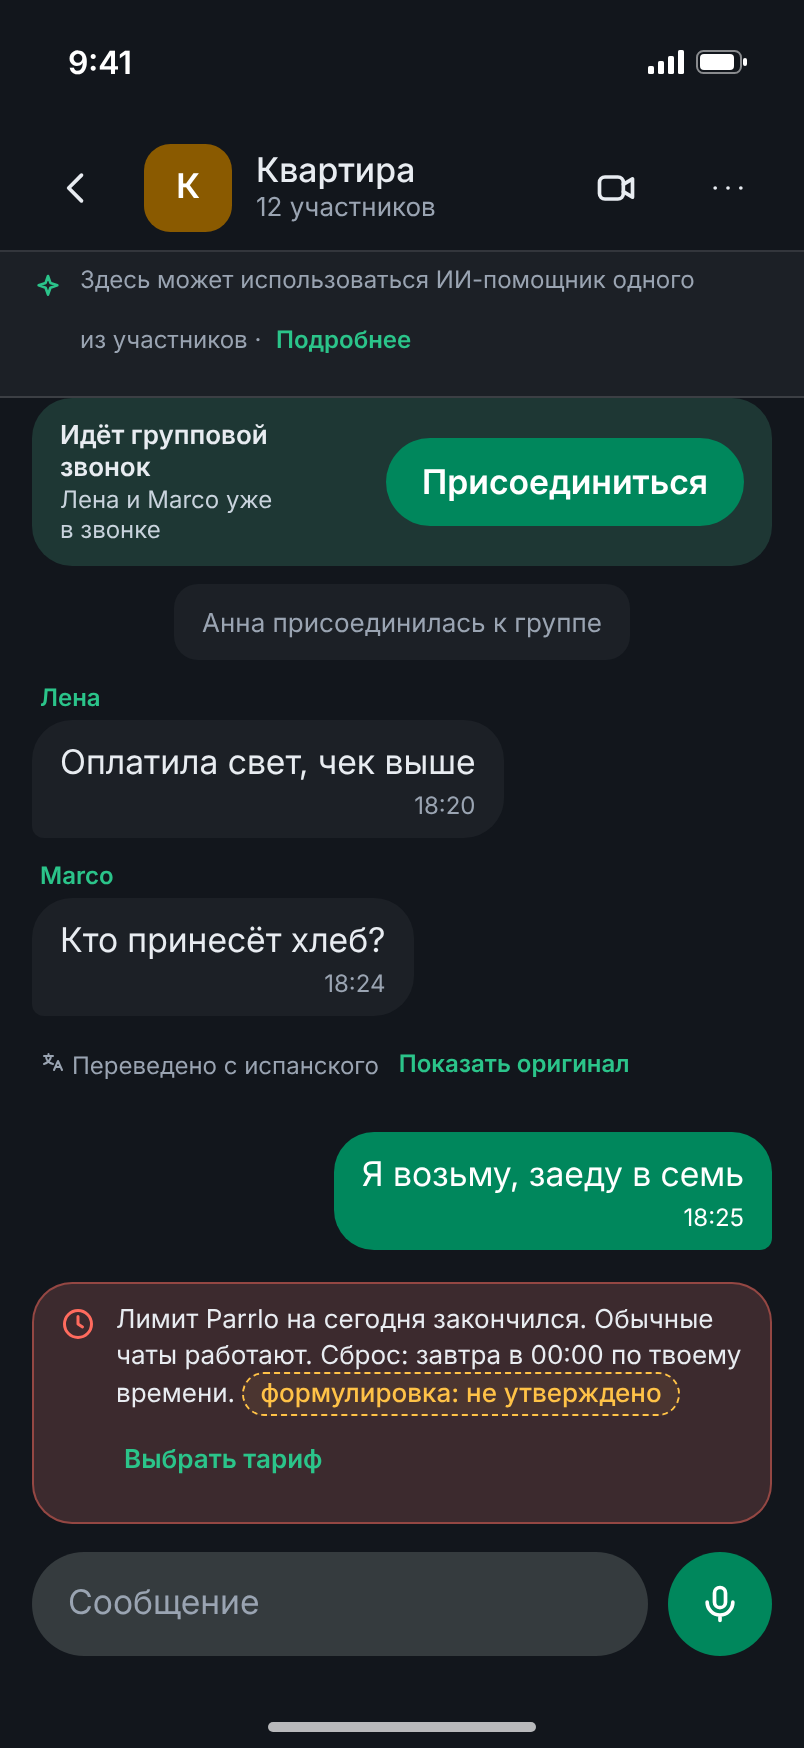 9:41
К
Квартира
12 участников
Здесь может использоваться ИИ-помощник одного
из участников · Подробнее
Идёт групповой
звонок
Лена и Marco уже
в звонке
Присоединиться
Анна присоединилась к группе
Лена
Оплатила свет, чек выше
18:20
Marco
Кто принесёт хлеб?
18:24
Переведено с испанского Показать оригинал
Я возьму, заеду в семь
18:25
Лимит Parrlo на сегодня закончился. Обычные
чаты работают. Сброс: завтра в 00:00 по твоему
времени. формулировка: не утверждено
Выбрать тариф
Сообщение